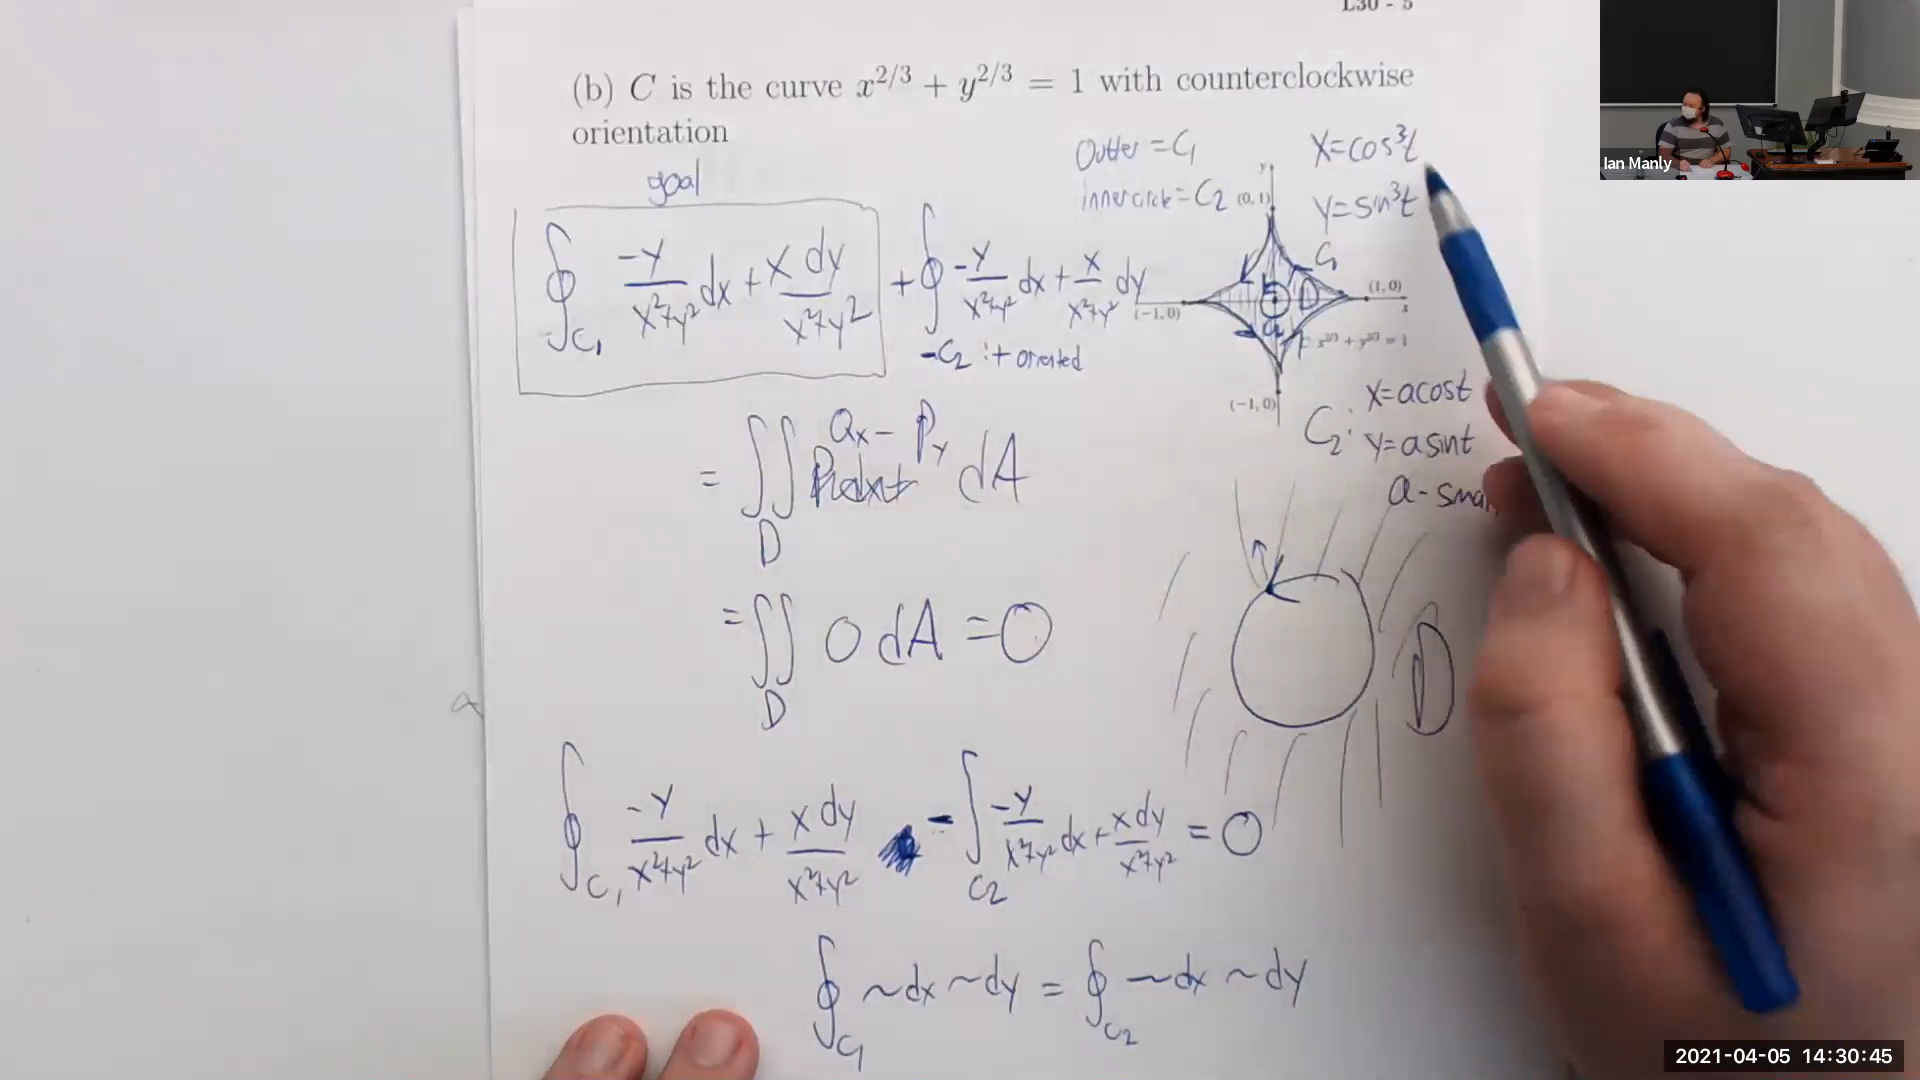 L30 - 5
(b) C is the curve x^{2/3} + y^{2/3} = 1 with counterclockwise
orientation
goal
Outter = C₁
inner circle = C₂
X=cos³t
Y=sin³t
∮_{C₁} -y/(x²+y²) dx + x dy/(x²+y²) + ∮_{-C₂ : + oriented} -y/(x²+y²) dx + x/(x²+y²) dy
y
(0, 1)
C₁
D
C₂
(1, 0)
x
(-1, 0)
x^{2/3} + y^{2/3} = 1
(-1, 0)
C₂: X=acost
Y=asint
a - smal
= ∬_D Qx - Py dA
= ∬_D 0 dA = 0
D
∮_{C₁} -y/(x²+y²) dx + x dy/(x²+y²) - ∫_{C₂} -y/(x²+y²) dx + x dy/(x²+y²) = 0
∮_{C₁} ~dx ~dy = ∮_{C₂} ~dx ~dy
Ian Manly
2021-04-05 14:30:45